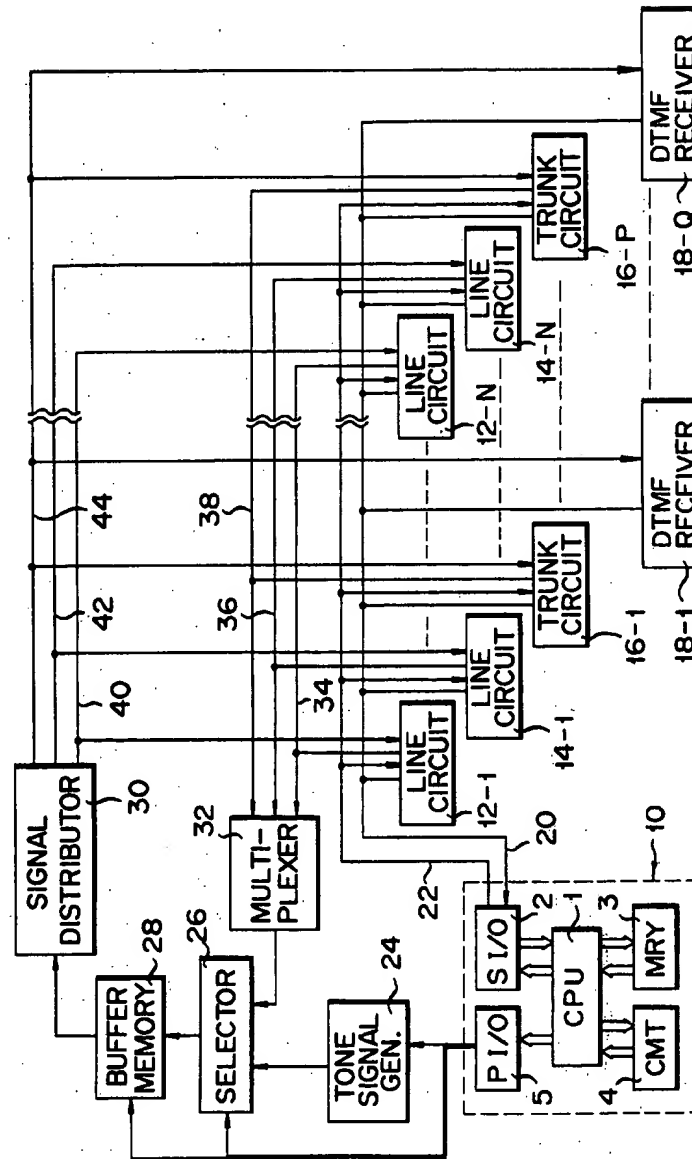 SIGNAL
DISTRIBUTOR
30
44
42
40
BUFFER
MEMORY
28
SELECTOR
26
MULTI-
PLEXER
32
38
36
34
TONE
SIGNAL
GEN.
24
22
20
10
P I/O
5
S I/O
2
CPU
1
CMT
4
MRY
3
LINE
CIRCUIT
12-1
LINE
CIRCUIT
14-1
TRUNK
CIRCUIT
16-1
DTMF
RECEIVER
18-1
LINE
CIRCUIT
12-N
LINE
CIRCUIT
14-N
TRUNK
CIRCUIT
16-P
DTMF
RECEIVER
18-Q